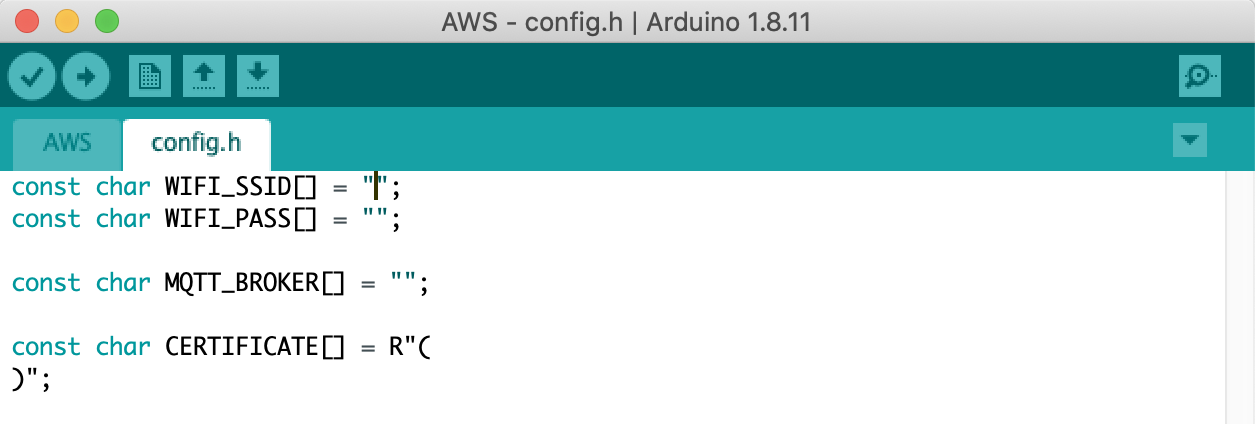 AWS - config.h | Arduino 1.8.11
AWS config.h
const char WIFI_SSID[] = "";
const char WIFI_PASS[] = "";
const char MQTT_BROKER[] = "";
const char CERTIFICATE[] = R"(
)";